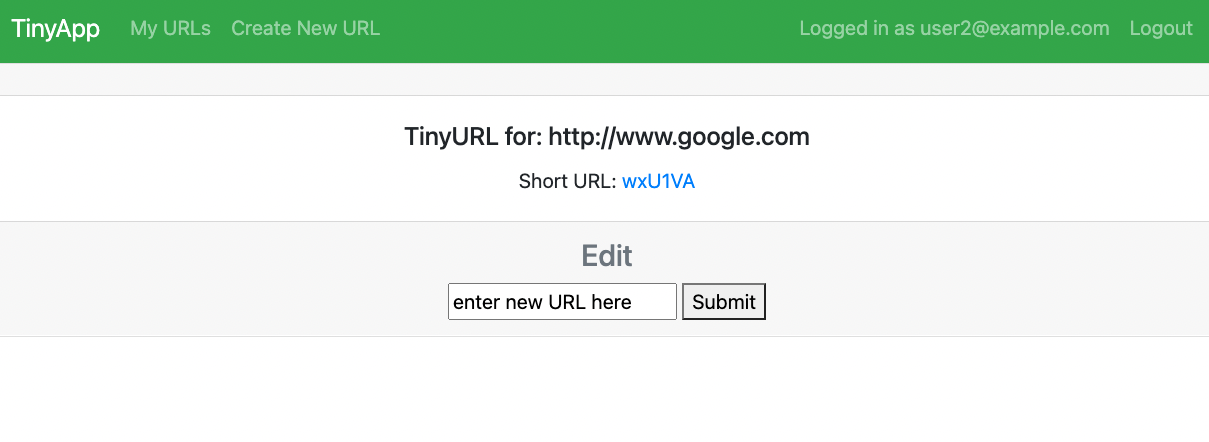 TinyApp My URLs Create New URL Logged in as user2@example.com Logout
TinyURL for: http://www.google.com
Short URL: wxU1VA
Edit
enter new URL here Submit